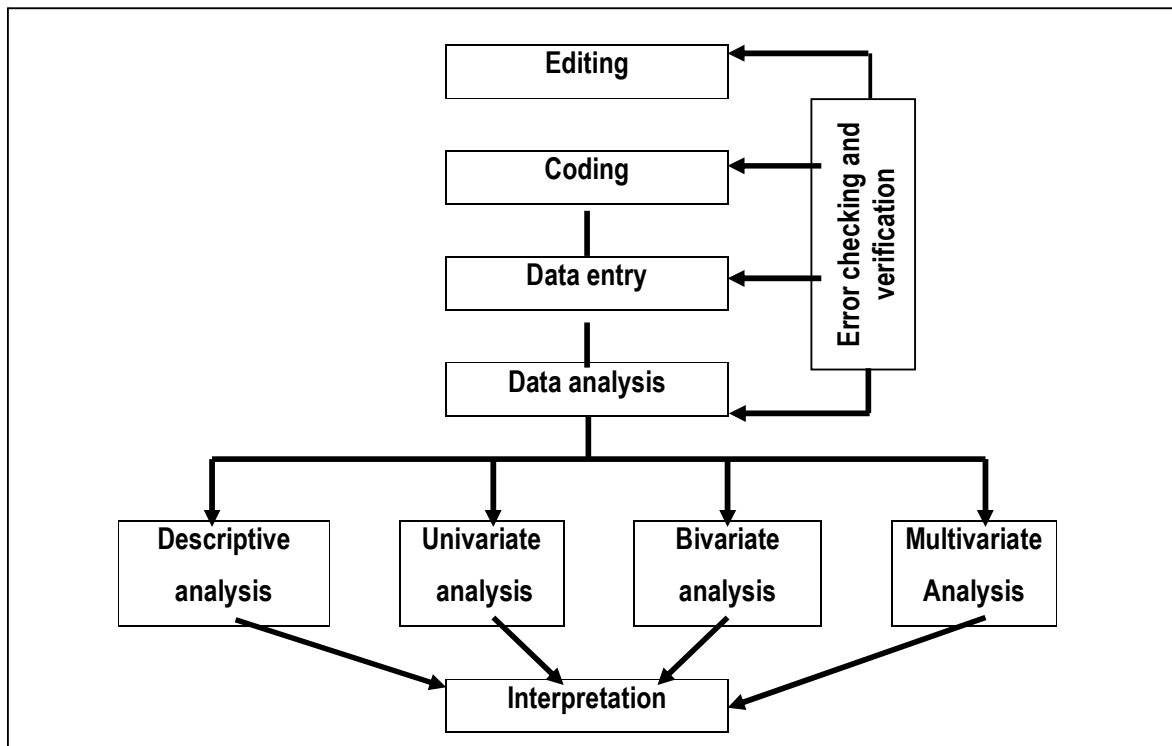 Editing
Coding
Data entry
Data analysis
Error checking and
verification
Descriptive
analysis
Univariate
analysis
Bivariate
analysis
Multivariate
Analysis
Interpretation